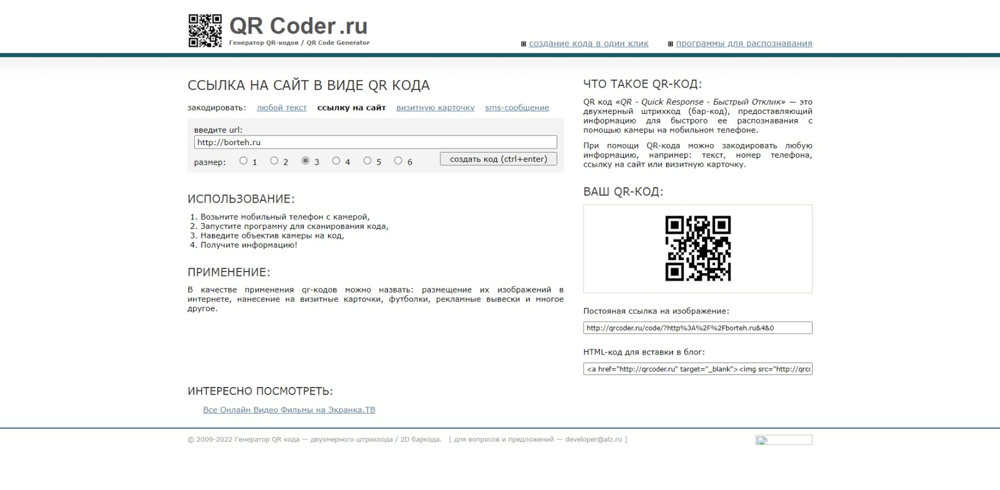 QR Coder.ru
Генератор QR-кодов / QR Code Generator
создание кода в один клик
программы для распознавания
ССЫЛКА НА САЙТ В ВИДЕ QR КОДА
закодировать: любой текст ссылку на сайт визитную карточку sms-сообщение
введите url:
http://borteh.ru
размер: 1 2 3 4 5 6 создать код (ctrl+enter)
ИСПОЛЬЗОВАНИЕ:
1. Возьмите мобильный телефон с камерой,
2. Запустите программу для сканирования кода,
3. Наведите объектив камеры на код,
4. Получите информацию!
ПРИМЕНЕНИЕ:
В качестве применения qr-кодов можно назвать: размещение их изображений в
интернете, нанесение на визитные карточки, футболки, рекламные вывески и многое
другое.
ЧТО ТАКОЕ QR-КОД:
QR код «QR - Quick Response - Быстрый Отклик» — это
двухмерный штрихкод (бар-код), предоставляющий
информацию для быстрого ее распознавания с
помощью камеры на мобильном телефоне.
При помощи QR-кода можно закодировать любую
информацию, например: текст, номер телефона,
ссылку на сайт или визитную карточку.
ВАШ QR-КОД:
Постояная ссылка на изображение:
http://qrcoder.ru/code/?http%3A%2F%2Fborteh.ru&4&0
HTML-код для вставки в блог:
<a href="http://qrcoder.ru" target="_blank"><img src="http://qrc
ИНТЕРЕСНО ПОСМОТРЕТЬ:
Все Онлайн Видео Фильмы на Экранка.ТВ
© 2009-2022 Генератор QR кода — двухмерного штрихкода / 2D баркода. [ для вопросов и предложений — developer@alz.ru ]